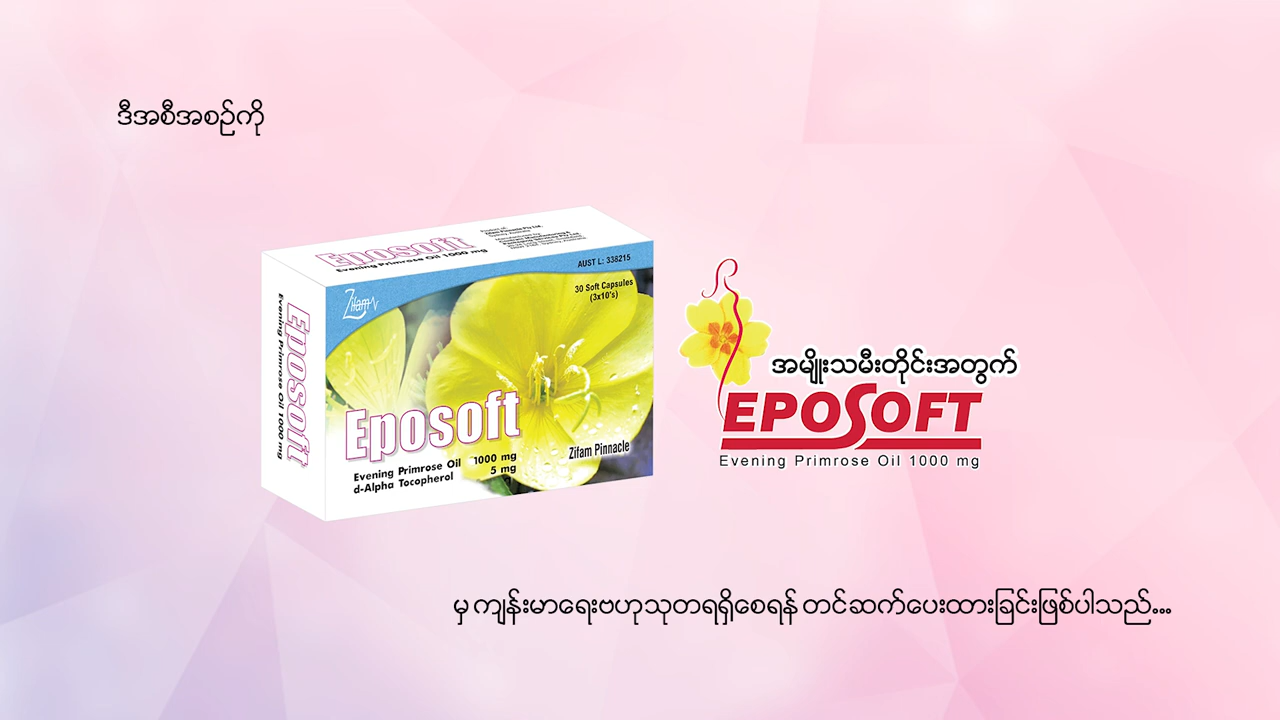 ဒီအစီအစဉ်ကို
Eposoft
Evening Primrose Oil 1000 mg
Zifam
AUST L: 338215
30 Soft Capsules
(3x10's)
Eposoft
Evening Primrose Oil 1000 mg
Eposoft
Evening Primrose Oil 1000 mg
d-Alpha Tocopherol 5 mg
Zifam Pinnacle
အမျိုးသမီးတိုင်းအတွက်
EPOSOFT
Evening Primrose Oil 1000 mg
မှ ကျန်းမာရေးဗဟုသုတရရှိစေရန် တင်ဆက်ပေးထားခြင်းဖြစ်ပါသည်...